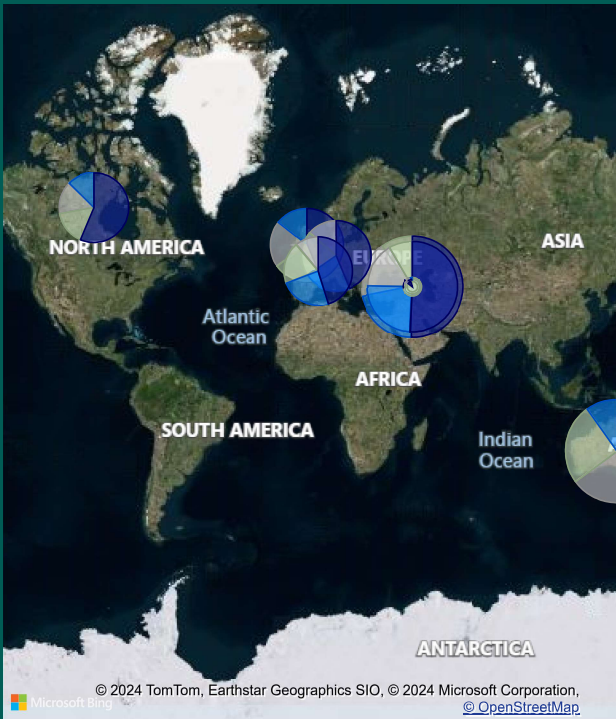 NORTH AMERICA
EUROPE
ASIA
Atlantic
Ocean
AFRICA
SOUTH AMERICA
Indian
Ocean
ANTARCTICA
© 2024 TomTom, Earthstar Geographics SIO, © 2024 Microsoft Corporation,
Microsoft Bing
© OpenStreetMap